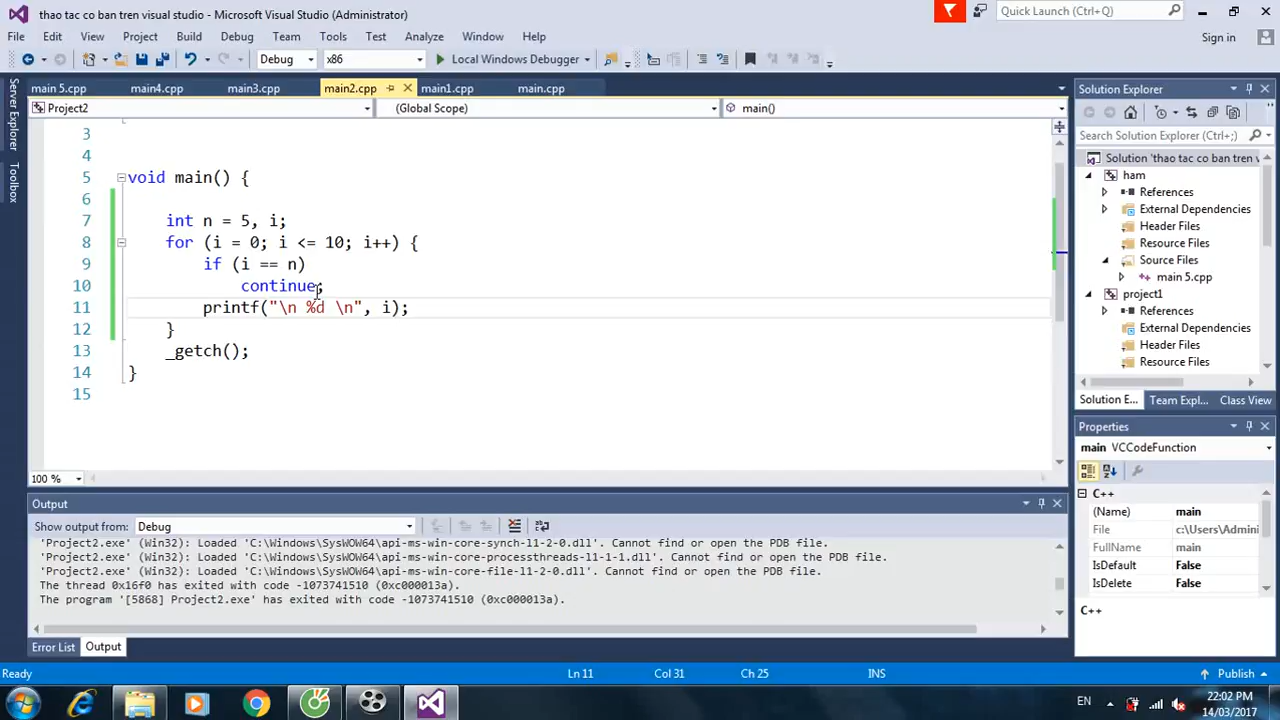 thao tac co ban tren visual studio - Microsoft Visual Studio (Administrator)
Quick Launch (Ctrl+Q)
File Edit View Project Build Debug Team Tools Test Analyze Window Help
Sign in
Debug x86 Local Windows Debugger
Server Explorer
Toolbox
main 5.cpp main4.cpp main3.cpp main2.cpp main1.cpp main.cpp
Project2 (Global Scope) main()
3
4
5 void main() {
6
7 int n = 5, i;
8 for (i = 0; i <= 10; i++) {
9 if (i == n)
10 continue;
11 printf("\n %d \n", i);
12 }
13 _getch();
14 }
15
100 %
Output
Show output from: Debug
'Project2.exe' (Win32): Loaded 'C:\Windows\SysWOW64\api-ms-win-core-synch-l1-2-0.dll'. Cannot find or open the PDB file.
'Project2.exe' (Win32): Loaded 'C:\Windows\SysWOW64\api-ms-win-core-processthreads-l1-1-1.dll'. Cannot find or open the PDB file.
'Project2.exe' (Win32): Loaded 'C:\Windows\SysWOW64\api-ms-win-core-file-l1-2-0.dll'. Cannot find or open the PDB file.
The thread 0x16f0 has exited with code -1073741510 (0xc000013a).
The program '[5868] Project2.exe' has exited with code -1073741510 (0xc000013a).
Error List Output
Solution Explorer
Search Solution Explorer (Ctrl+;)
Solution 'thao tac co ban tren v
ham
References
External Dependencies
Header Files
Resource Files
Source Files
main 5.cpp
project1
References
External Dependencies
Header Files
Resource Files
Solution E... Team Expl... Class View
Properties
main VCCodeFunction
C++
(Name) main
File c:\Users\Admini
FullName main
IsDefault False
IsDelete False
C++
Ready Ln 11 Col 31 Ch 25 INS Publish
EN
22:02 PM
14/03/2017